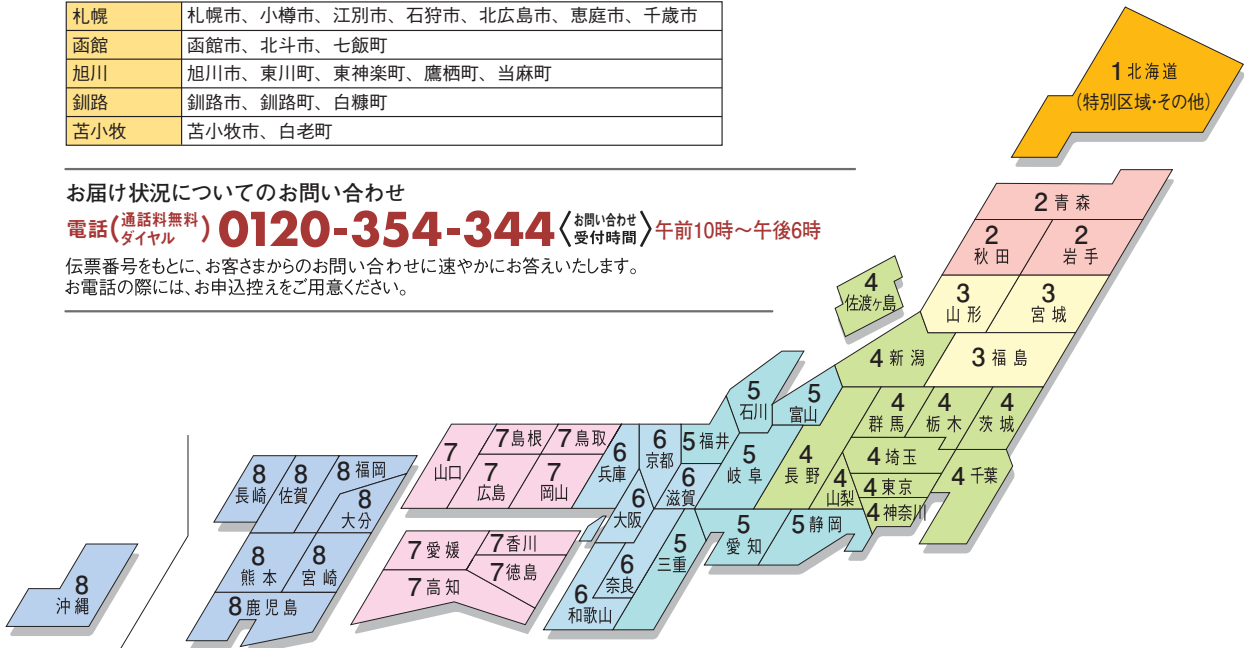 札幌 札幌市、小樽市、江別市、石狩市、北広島市、恵庭市、千歳市
函館 函館市、北斗市、七飯町
旭川 旭川市、東川町、東神楽町、鷹栖町、当麻町
釧路 釧路市、釧路町、白糠町
苫小牧 苫小牧市、白老町
お届け状況についてのお問い合わせ
電話(通話料無料ダイヤル) 0120-354-344〈お問い合わせ受付時間〉午前10時〜午後6時
伝票番号をもとに、お客さまからのお問い合わせに速やかにお答えいたします。
お電話の際には、お申込控えをご用意ください。
1 北海道
(特別区域・その他)
2 青森
2 秋田
2 岩手
3 山形
3 宮城
3 福島
4 佐渡ヶ島
4 新潟
4 群馬
4 栃木
4 茨城
4 埼玉
4 千葉
4 東京
4 神奈川
4 山梨
4 長野
5 石川
5 富山
5 福井
5 岐阜
5 静岡
5 愛知
5 三重
6 京都
6 兵庫
6 滋賀
6 大阪
6 奈良
6 和歌山
7 鳥取
7 島根
7 山口
7 広島
7 岡山
7 香川
7 愛媛
7 徳島
7 高知
8 福岡
8 佐賀
8 長崎
8 大分
8 熊本
8 宮崎
8 鹿児島
8 沖縄